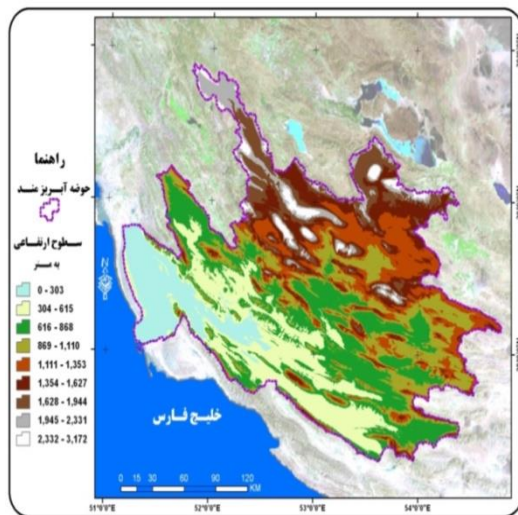 راهنما
حوضه آبریز مند
سطوح ارتفاعی
به متر
0 - 303
304 - 615
616 - 868
869 - 1,110
1,111 - 1,353
1,354 - 1,627
1,628 - 1,944
1,945 - 2,331
2,332 - 3,172
خلیج فارس
0 15 30 60 90 120
KM
51°0'0"E 52°0'0"E 53°0'0"E 54°0'0"E